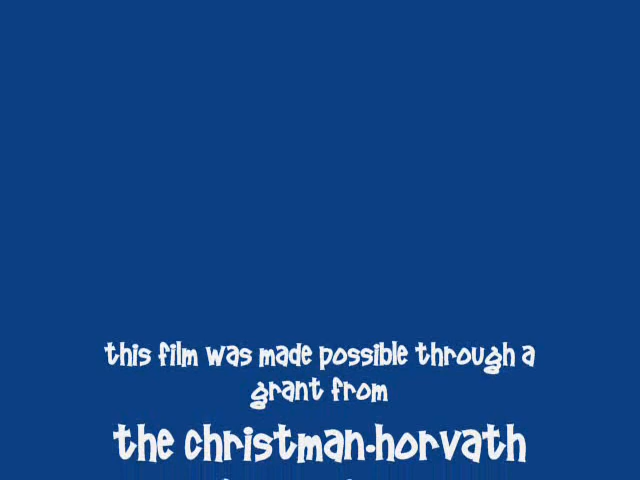 this film was made possible through a
grant from
the christman-horvath